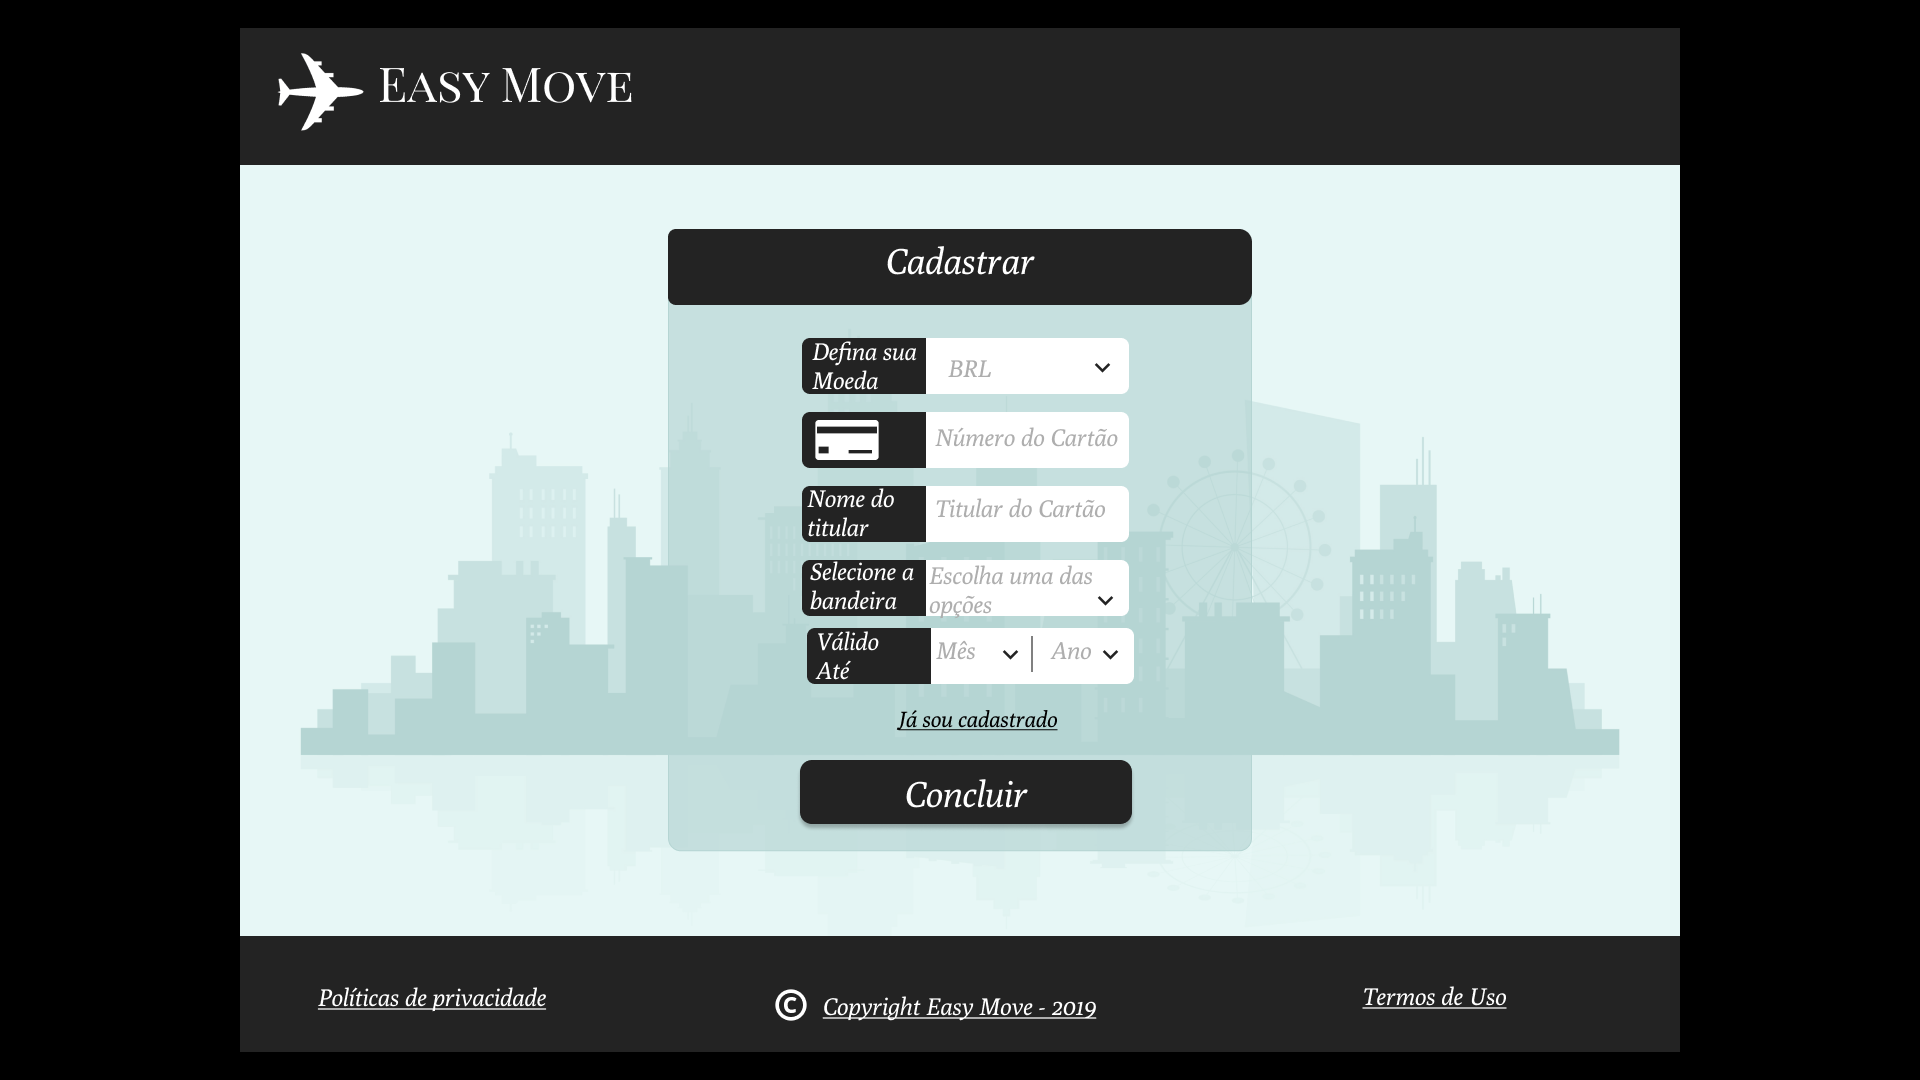 EASY MOVE
Cadastrar
Defina sua
Moeda
BRL
Número do Cartão
Nome do
titular
Titular do Cartão
Selecione a
bandeira
Escolha uma das
opções
Válido
Até
Mês
Ano
Já sou cadastrado
Concluir
Políticas de privacidade
© Copyright Easy Move - 2019
Termos de Uso